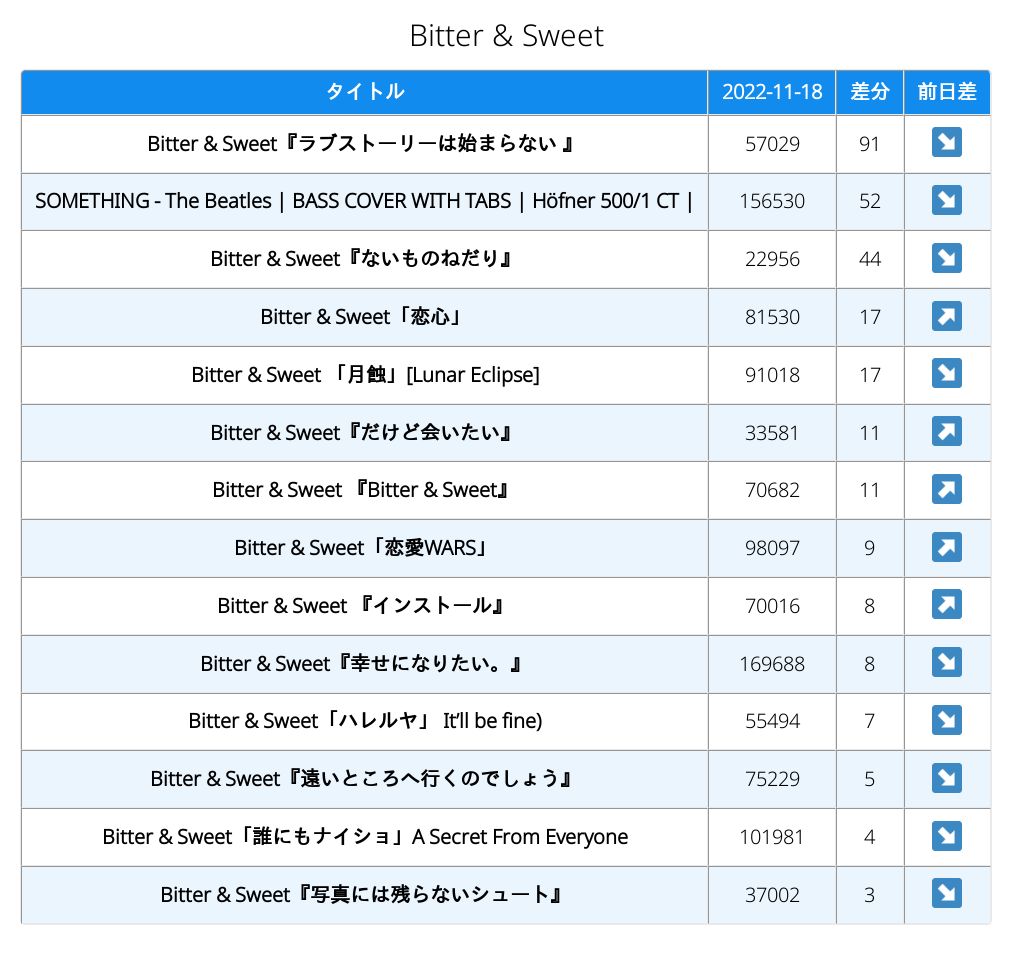 Bitter & Sweet
タイトル 2022-11-18 差分 前日差
Bitter & Sweet『ラブストーリーは始まらない 』 57029 91 ↘
SOMETHING - The Beatles | BASS COVER WITH TABS | Höfner 500/1 CT | 156530 52 ↘
Bitter & Sweet『ないものねだり』 22956 44 ↘
Bitter & Sweet「恋心」 81530 17 ↗
Bitter & Sweet 「月蝕」[Lunar Eclipse] 91018 17 ↘
Bitter & Sweet『だけど会いたい』 33581 11 ↗
Bitter & Sweet 『Bitter & Sweet』 70682 11 ↗
Bitter & Sweet「恋愛WARS」 98097 9 ↗
Bitter & Sweet 『インストール』 70016 8 ↗
Bitter & Sweet『幸せになりたい。』 169688 8 ↘
Bitter & Sweet「ハレルヤ」 It’ll be fine) 55494 7 ↘
Bitter & Sweet『遠いところへ行くのでしょう』 75229 5 ↘
Bitter & Sweet「誰にもナイショ」A Secret From Everyone 101981 4 ↘
Bitter & Sweet『写真には残らないシュート』 37002 3 ↘